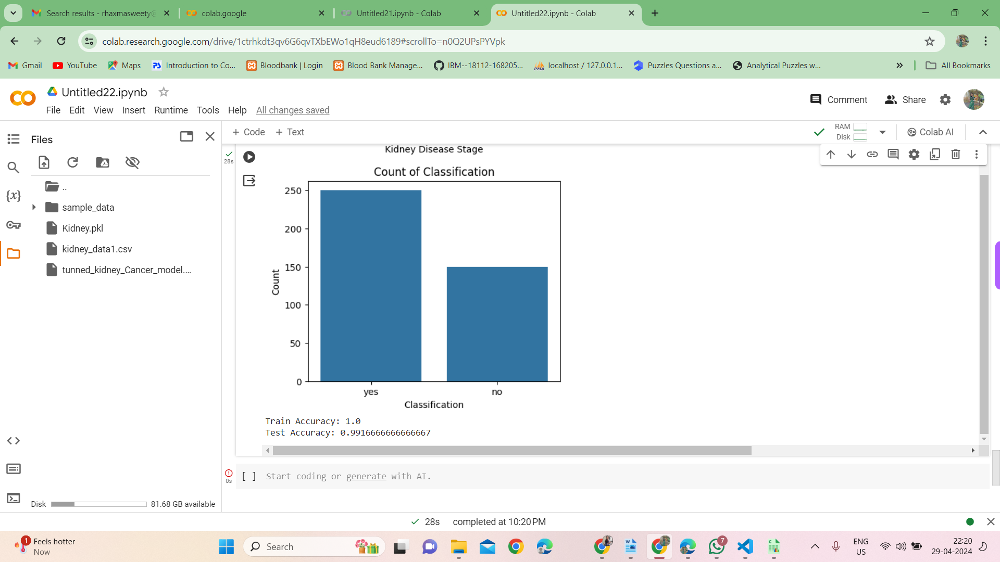 Search results - rhaxmasweety@
colab.google
Untitled21.ipynb - Colab
Untitled22.ipynb - Colab
colab.research.google.com/drive/1ctrhkdt3qv6G6qvTXbEWo1qH8eud6189#scrollTo=n0Q2UPsPYVpk
Gmail
YouTube
Maps
Introduction to Co...
Bloodbank | Login
Blood Bank Manage...
IBM--18112-168205...
localhost / 127.0.0.1...
Puzzles Questions a...
Analytical Puzzles w...
All Bookmarks
Untitled22.ipynb
Comment
Share
File Edit View Insert Runtime Tools Help All changes saved
Files
+ Code + Text
RAM
Disk
Colab AI
..
sample_data
Kidney.pkl
kidney_data1.csv
tunned_kidney_Cancer_model....
28s
Kidney Disease Stage
Count of Classification
250
200
150
100
50
0
Count
yes
no
Classification
Train Accuracy: 1.0
Test Accuracy: 0.9916666666666667
0s
[ ] Start coding or generate with AI.
Disk
81.68 GB available
28s completed at 10:20 PM
1
Feels hotter
Now
Search
7
ENG
US
22:20
29-04-2024